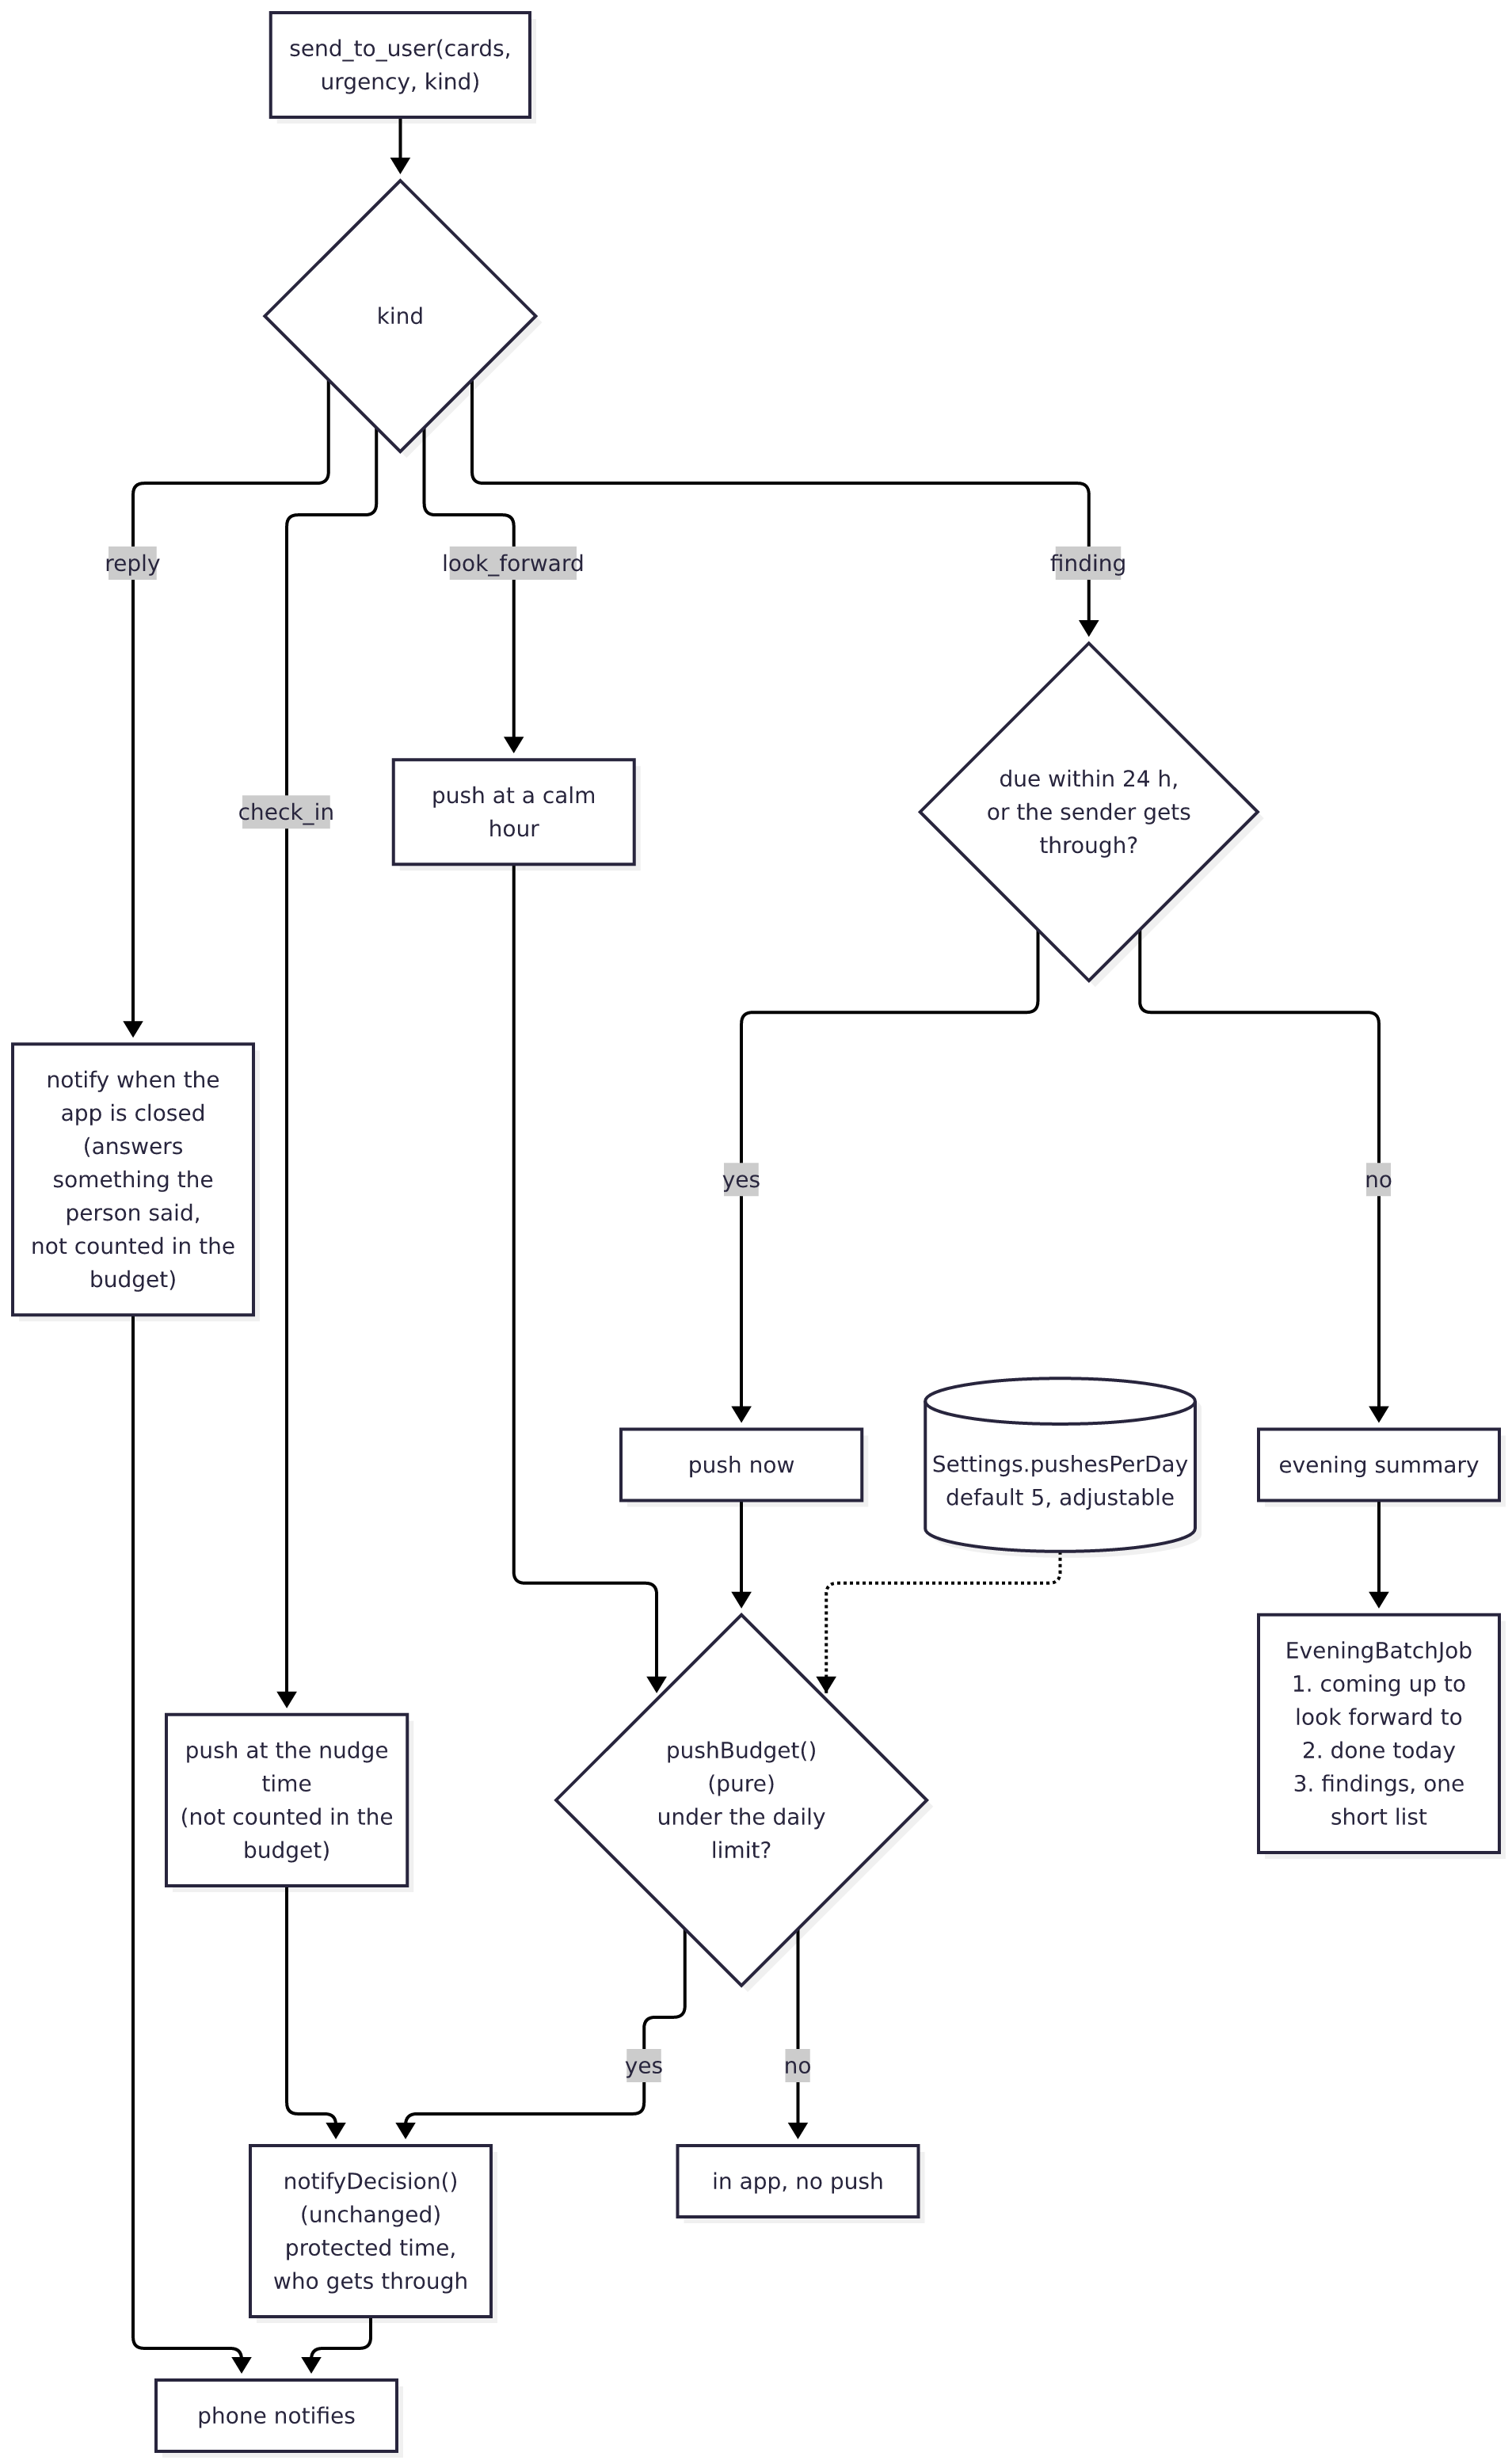 send_to_user(cards,
urgency, kind)
kind
reply
look_forward
finding
check_in
push at a calm
hour
due within 24 h,
or the sender gets
through?
notify when the
app is closed
(answers
something the
person said,
not counted in the
budget)
yes
no
push now
Settings.pushesPerDay
default 5, adjustable
evening summary
EveningBatchJob
1. coming up to
look forward to
2. done today
3. findings, one
short list
push at the nudge
time
(not counted in the
budget)
pushBudget()
(pure)
under the daily
limit?
yes
no
notifyDecision()
(unchanged)
protected time,
who gets through
in app, no push
phone notifies